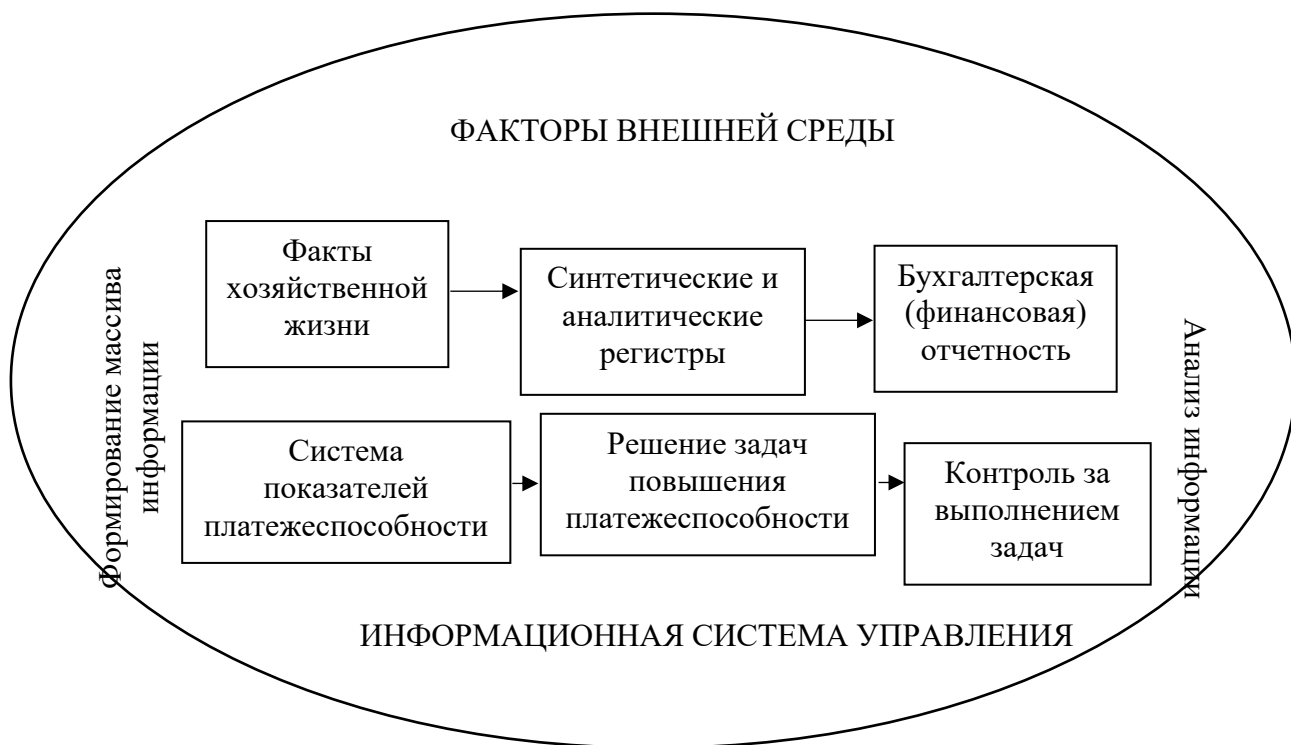 ФАКТОРЫ ВНЕШНЕЙ СРЕДЫ
Формирование массива
информации
Факты
хозяйственной
жизни
Синтетические и
аналитические
регистры
Бухгалтерская
(финансовая)
отчетность
Система
показателей
платежеспособности
Решение задач
повышения
платежеспособности
Контроль за
выполнением
задач
Анализ информации
ИНФОРМАЦИОННАЯ СИСТЕМА УПРАВЛЕНИЯ